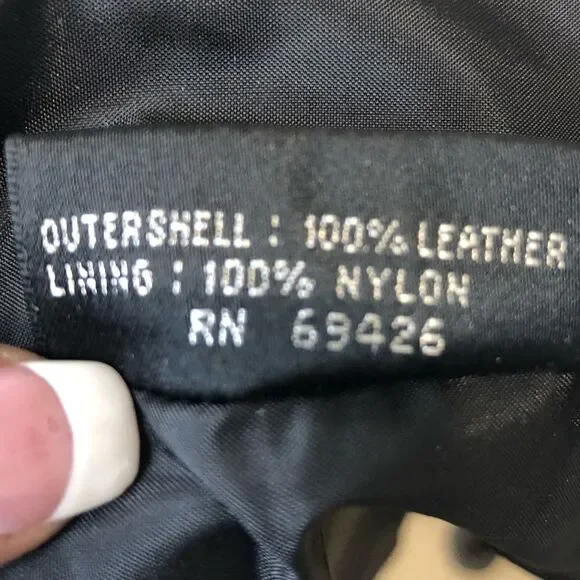 OUTERSHELL : 100% LEATHER
LINING : 100% NYLON
RN 69426